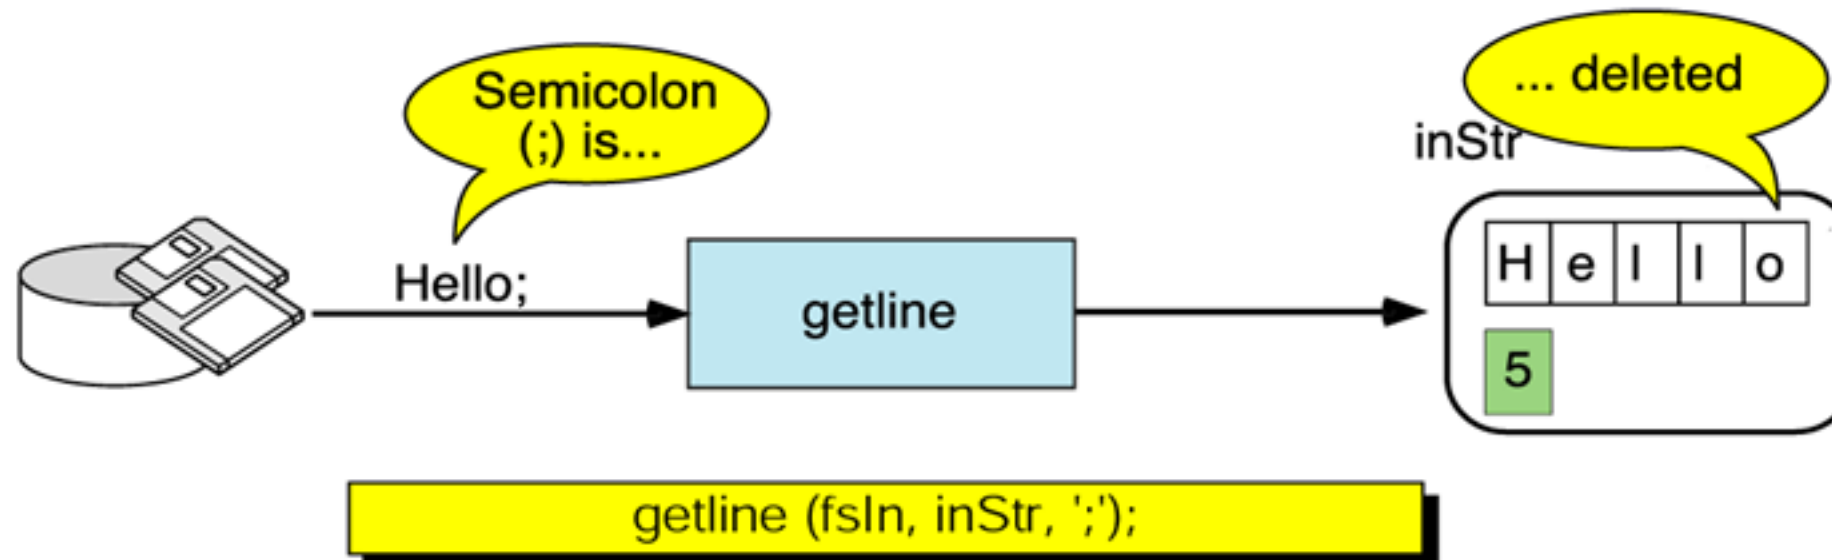 Semicolon
(;) is...
... deleted
inStr
Hello;
getline
H e l l o
5
getline (fsIn, inStr, ';');